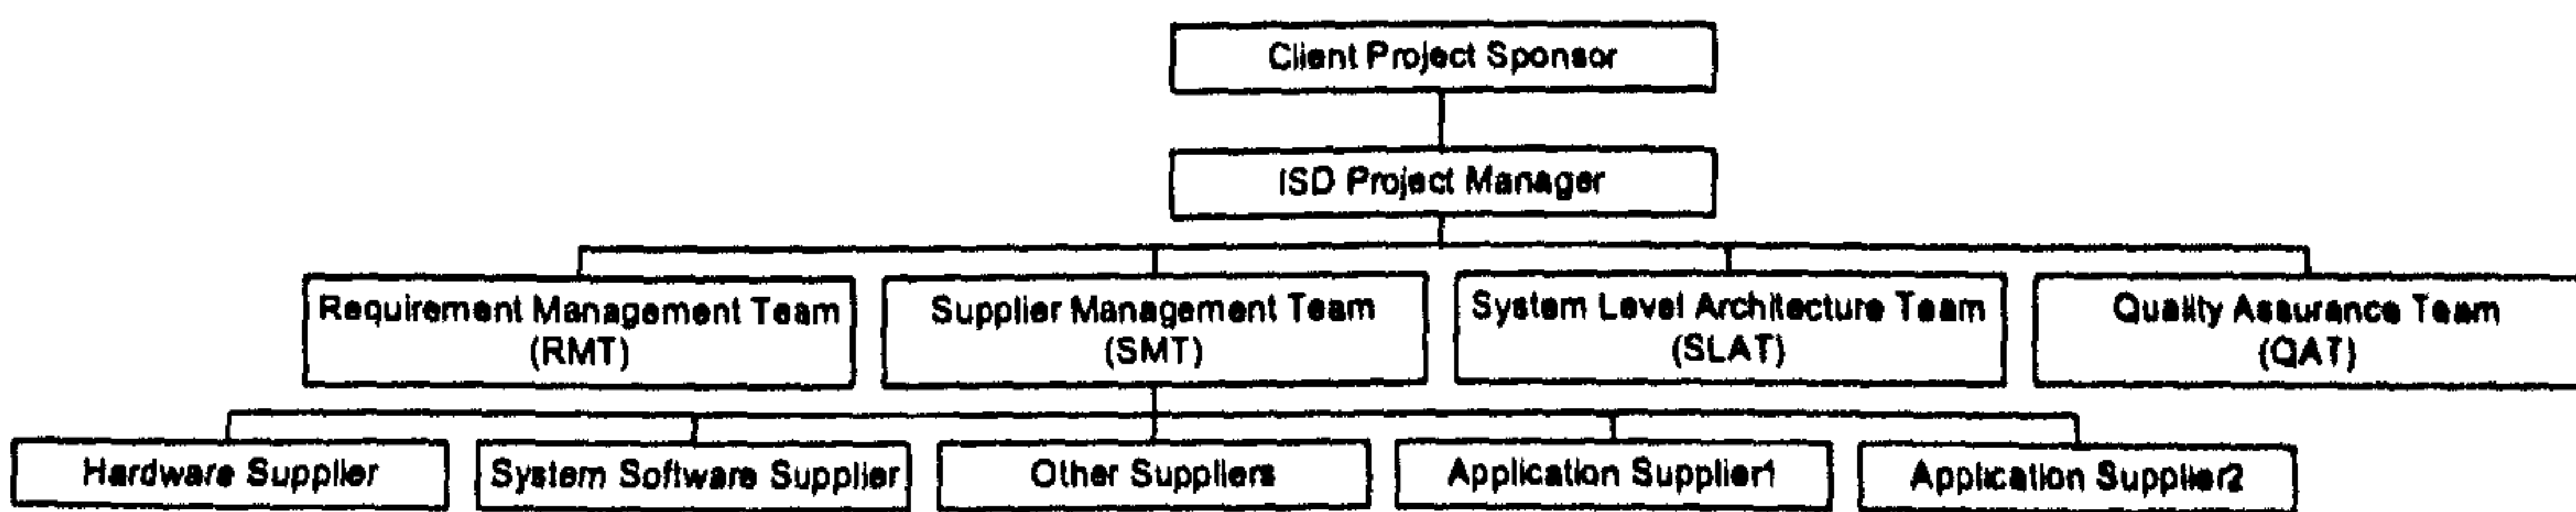 Client Project Sponsor
ISD Project Manager
Requirement Management Team
(RMT)
Supplier Management Team
(SMT)
System Level Architecture Team
(SLAT)
Quality Assurance Team
(QAT)
Hardware Supplier
System Software Supplier
Other Suppliers
Application Supplier1
Application Supplier2